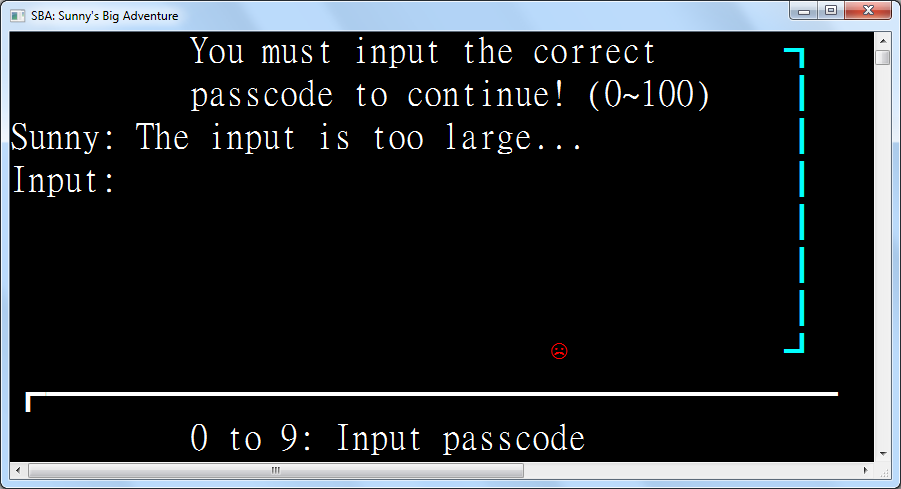 SBA: Sunny's Big Adventure
You must input the correct
passcode to continue! (0~100)
Sunny: The input is too large...
Input:
0 to 9: Input passcode